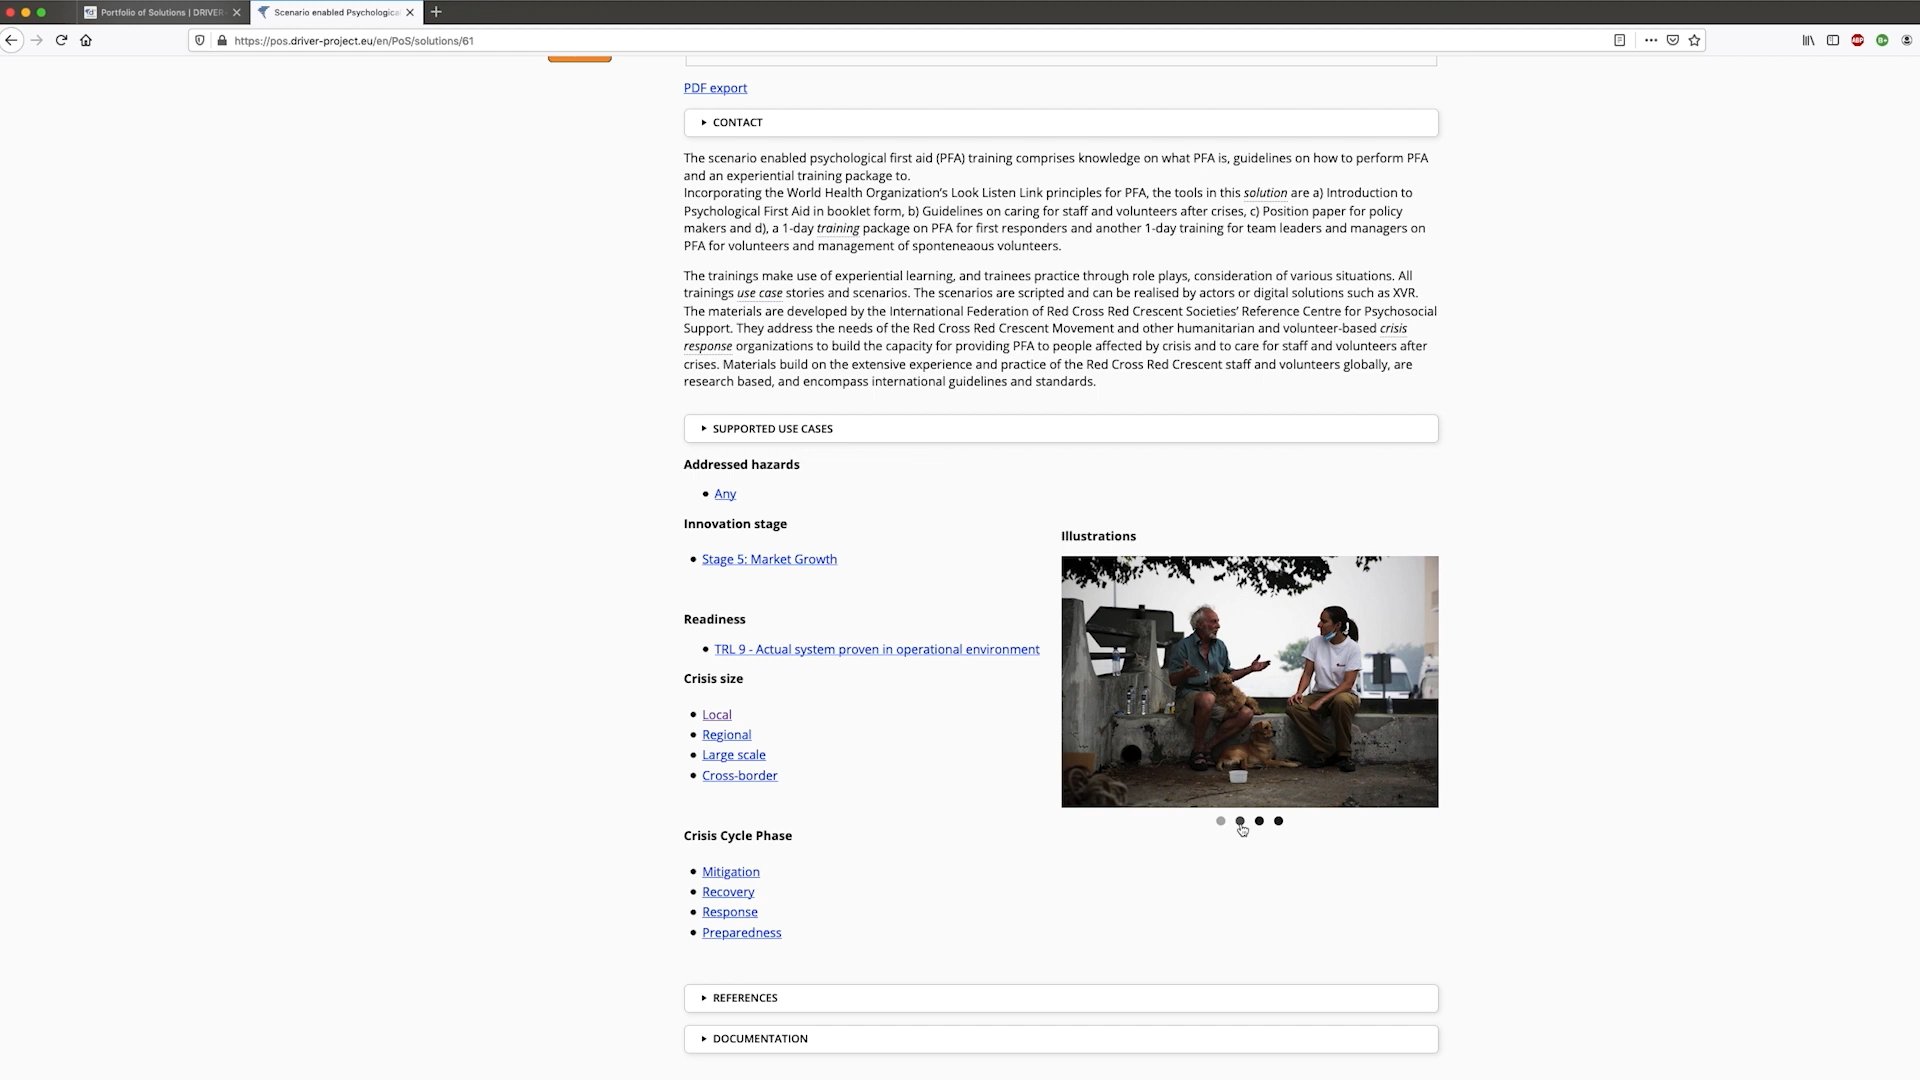 Portfolio of Solutions | DRIVER
Scenario enabled Psychologica
https://pos.driver-project.eu/en/PoS/solutions/61
ABP
PDF export
CONTACT
The scenario enabled psychological first aid (PFA) training comprises knowledge on what PFA is, guidelines on how to perform PFA
and an experiential training package to.
Incorporating the World Health Organization's Look Listen Link principles for PFA, the tools in this solution are a) Introduction to
Psychological First Aid in booklet form, b) Guidelines on caring for staff and volunteers after crises, c) Position paper for policy
makers and d), a 1-day training package on PFA for first responders and another 1-day training for team leaders and managers on
PFA for volunteers and management of sponteneaous volunteers.
The trainings make use of experiential learning, and trainees practice through role plays, consideration of various situations. All
trainings use case stories and scenarios. The scenarios are scripted and can be realised by actors or digital solutions such as XVR.
The materials are developed by the International Federation of Red Cross Red Crescent Societies' Reference Centre for Psychosocial
Support. They address the needs of the Red Cross Red Crescent Movement and other humanitarian and volunteer-based crisis
response organizations to build the capacity for providing PFA to people affected by crisis and to care for staff and volunteers after
crises. Materials build on the extensive experience and practice of the Red Cross Red Crescent staff and volunteers globally, are
research based, and encompass international guidelines and standards.
SUPPORTED USE CASES
Addressed hazards
Any
Innovation stage
Stage 5: Market Growth
Readiness
TRL 9 - Actual system proven in operational environment
Crisis size
Local
Regional
Large scale
Cross-border
Crisis Cycle Phase
Mitigation
Recovery
Response
Preparedness
Illustrations
REFERENCES
DOCUMENTATION